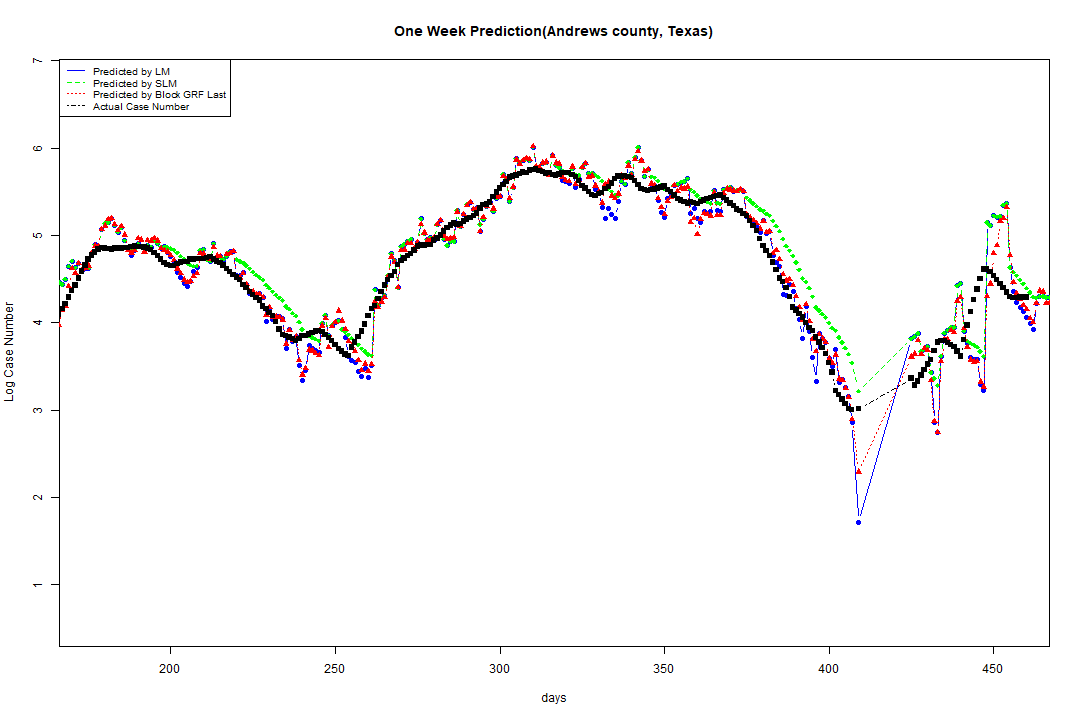 One Week Prediction(Andrews county, Texas)
Predicted by LM
Predicted by SLM
Predicted by Block GRF Last
Actual Case Number
Log Case Number
7
6
5
4
3
2
1
200
250
300
350
400
450
days